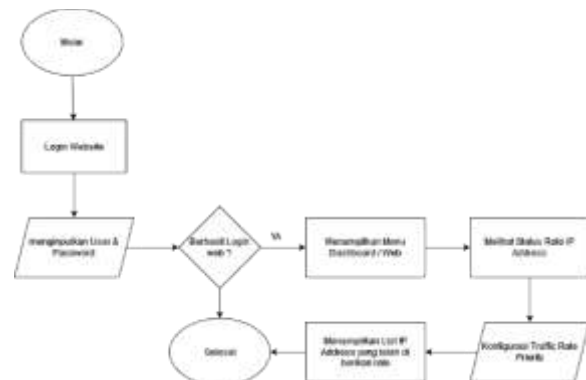 Mulai
Login Website
menginputkan User &
Password
Berhasil Login
web ?
YA
Menampilkan Menu
Dashboard / Web
Melihat Status Rate IP
Address
Konfigurasi Traffic Rate
Priority
Menampilkan List IP
Address yang telah di
berikan rate
Selesai